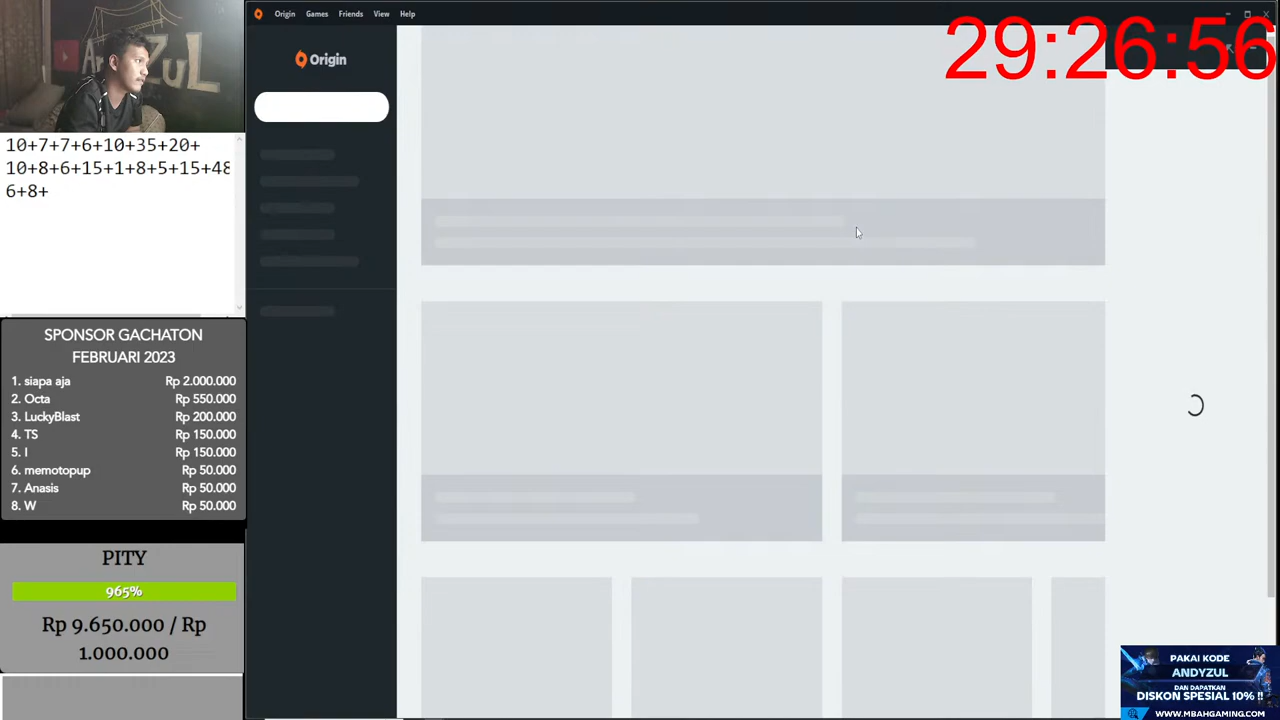 Origin Games Friends View Help
29:26:56
Origin
10+7+7+6+10+35+20+
10+8+6+15+1+8+5+15+48
6+8+
SPONSOR GACHATON
FEBRUARI 2023
1. siapa aja Rp 2.000.000
2. Octa Rp 550.000
3. LuckyBlast Rp 200.000
4. TS Rp 150.000
5. I Rp 150.000
6. memotopup Rp 50.000
7. Anasis Rp 50.000
8. W Rp 50.000
PITY
965%
Rp 9.650.000 / Rp
1.000.000
PAKAI KODE
ANDYZUL
DAN DAPATKAN
DISKON SPESIAL 10% !!
WWW.MBAHGAMING.COM